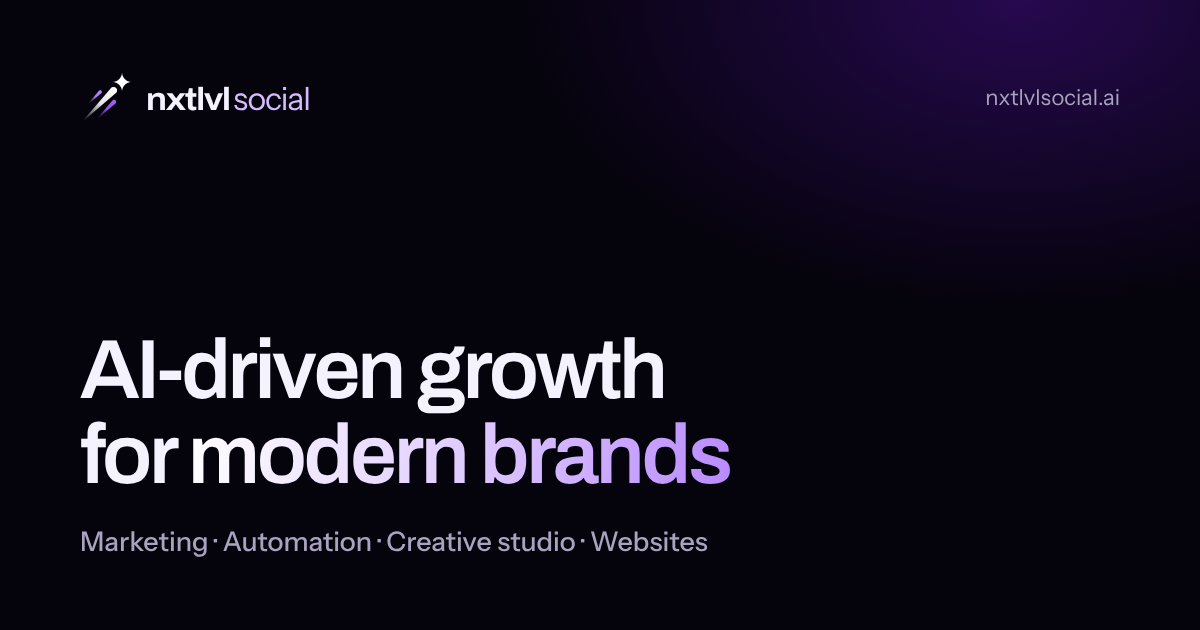 nxtlvl social
nxtlvlsocial.ai
AI-driven growth
for modern brands
Marketing · Automation · Creative studio · Websites